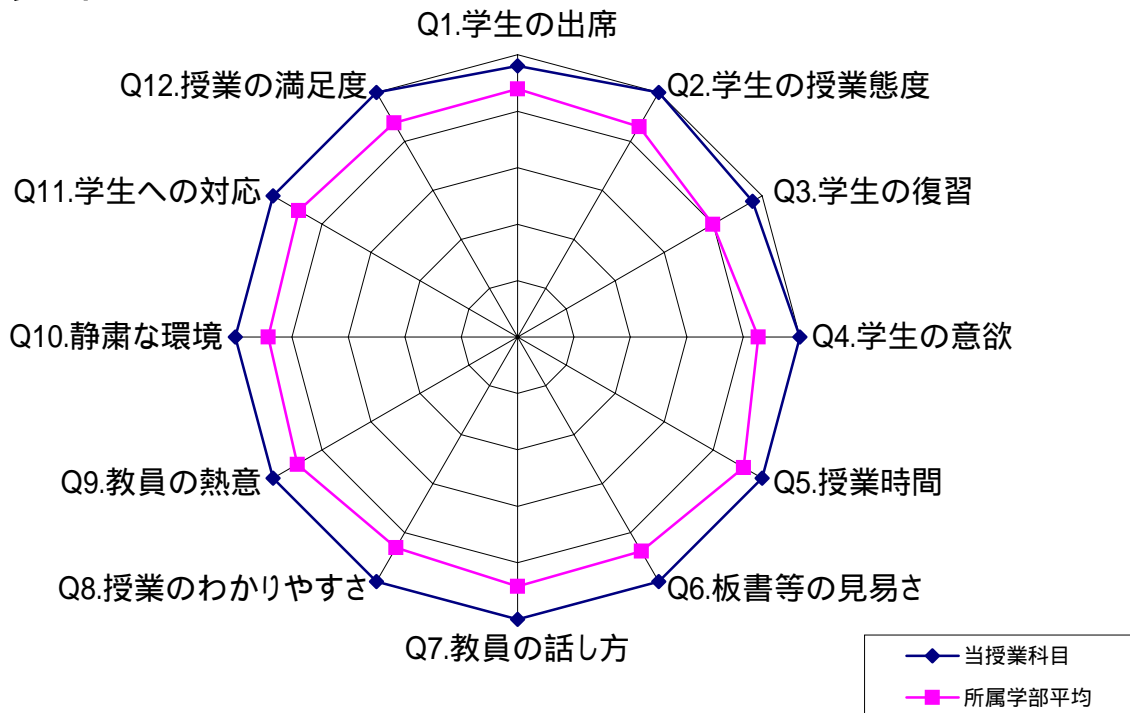 Q1.学生の出席
Q2.学生の授業態度
Q3.学生の復習
Q4.学生の意欲
Q5.授業時間
Q6.板書等の見易さ
Q7.教員の話し方
Q8.授業のわかりやすさ
Q9.教員の熱意
Q10.静粛な環境
Q11.学生への対応
Q12.授業の満足度
当授業科目
所属学部平均